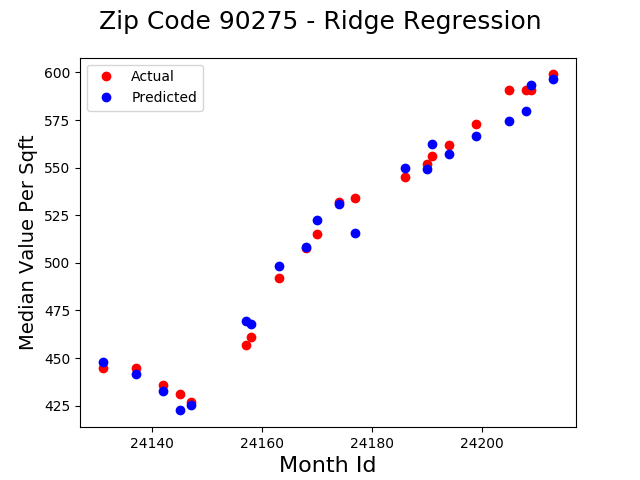 Zip Code 90275 - Ridge Regression
Actual
Predicted
Median Value Per Sqft
600
575
550
525
500
475
450
425
24140
24160
24180
24200
Month Id